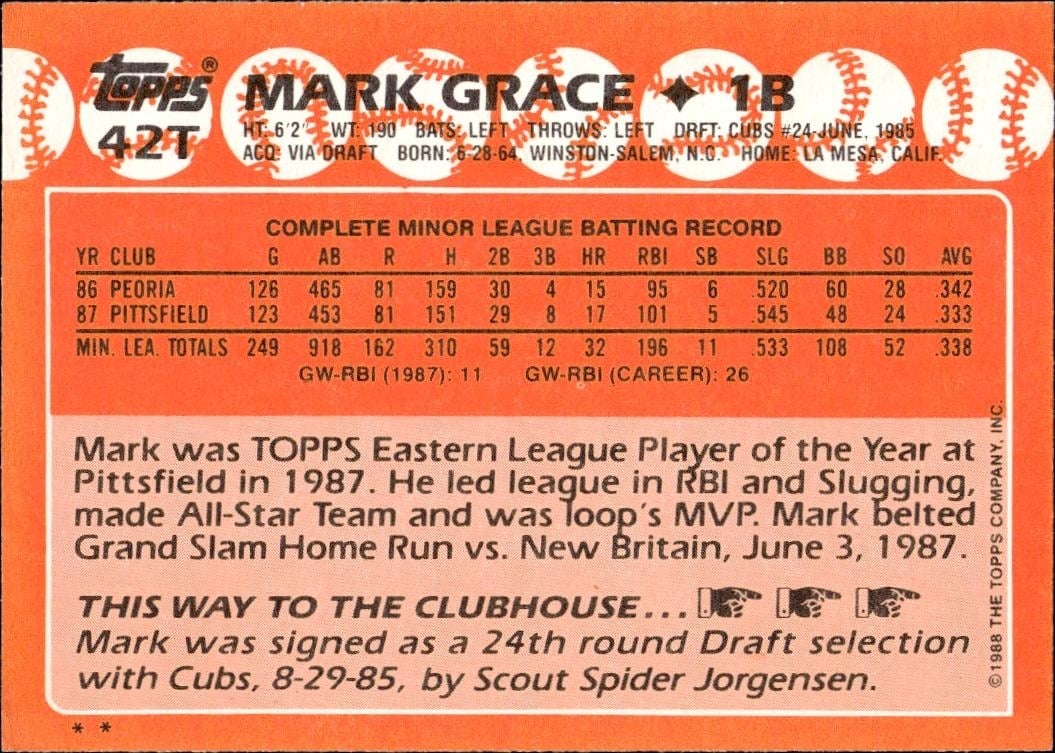 TOPPS®
42T
MARK GRACE ✦ 1B
HT: 6'2" WT: 190 BATS: LEFT THROWS: LEFT DRFT: CUBS #24-JUNE, 1985
ACQ: VIA DRAFT BORN: 6-28-64, WINSTON-SALEM, N.C. HOME: LA MESA, CALIF.
COMPLETE MINOR LEAGUE BATTING RECORD
YR CLUB G AB R H 2B 3B HR RBI SB SLG BB SO AVG
86 PEORIA 126 465 81 159 30 4 15 95 6 .520 60 28 .342
87 PITTSFIELD 123 453 81 151 29 8 17 101 5 .545 48 24 .333
MIN. LEA. TOTALS 249 918 162 310 59 12 32 196 11 .533 108 52 .338
GW-RBI (1987): 11 GW-RBI (CAREER): 26
Mark was TOPPS Eastern League Player of the Year at
Pittsfield in 1987. He led league in RBI and Slugging,
made All-Star Team and was loop's MVP. Mark belted
Grand Slam Home Run vs. New Britain, June 3, 1987.
THIS WAY TO THE CLUBHOUSE...
Mark was signed as a 24th round Draft selection
with Cubs, 8-29-85, by Scout Spider Jorgensen.
©1988 THE TOPPS COMPANY, INC.
* *